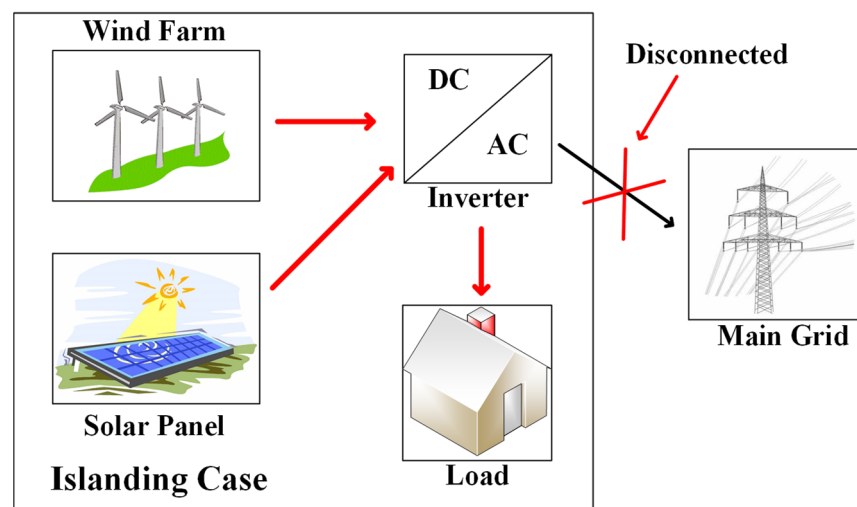 Wind Farm
DC
AC
Inverter
Disconnected
Main Grid
Solar Panel
Load
Islanding Case